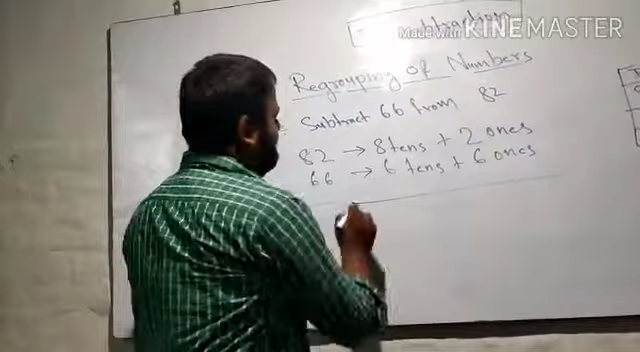 Made with KINEMASTER
Regrouping of Numbers
Subtract 66 from 82
82 → 8 tens + 2 ones
66 → 6 tens + 6 ones